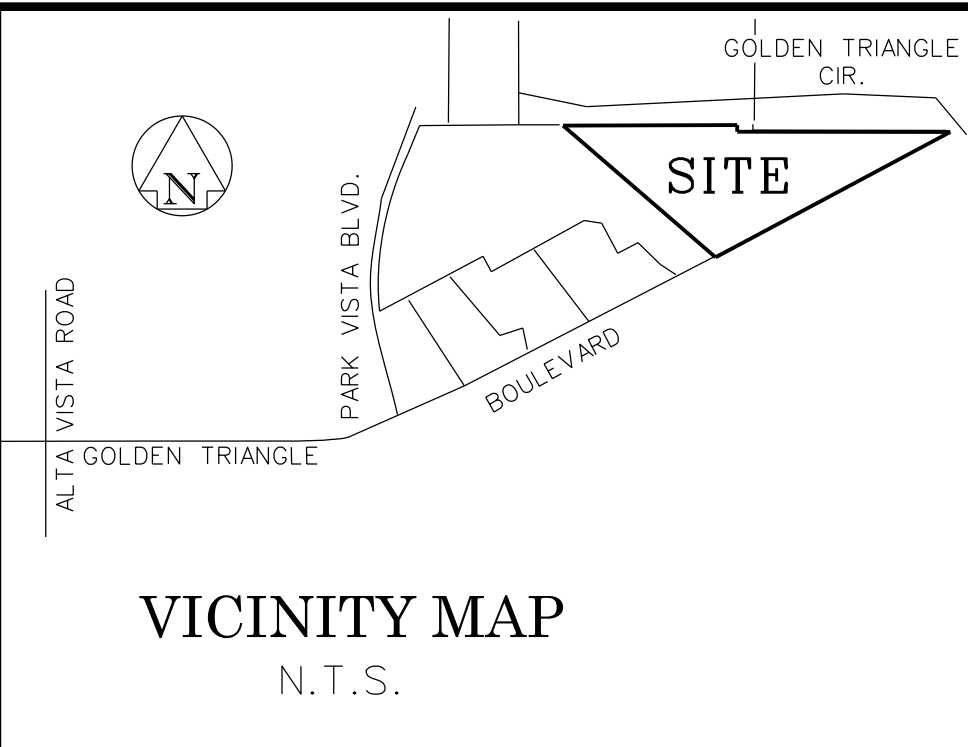 GOLDEN TRIANGLE
CIR.
N
SITE
PARK VISTA BLVD.
ALTA VISTA ROAD
BOULEVARD
GOLDEN TRIANGLE
VICINITY MAP
N.T.S.